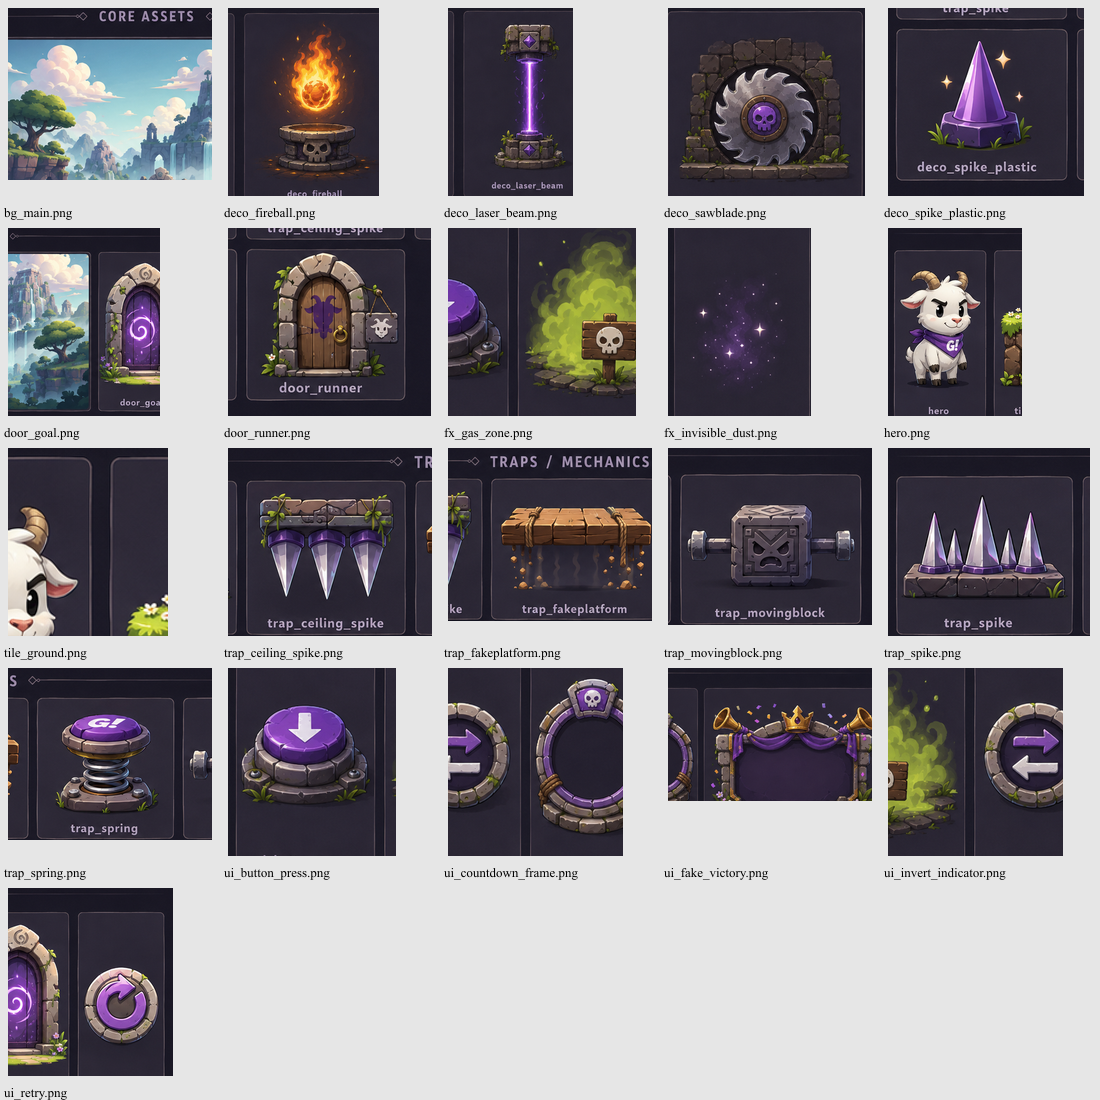 CORE ASSETS
deco_fireball
deco_laser_beam
trap_spike
deco_spike_plastic
bg_main.png
deco_fireball.png
deco_laser_beam.png
deco_sawblade.png
deco_spike_plastic.png
trap_ceiling_spike
door_goa
door_runner
G!
hero
ti
door_goal.png
door_runner.png
fx_gas_zone.png
fx_invisible_dust.png
hero.png
TR
TRAPS / MECHANICS
trap_ceiling_spike
ke
trap_fakeplatform
trap_movingblock
trap_spike
tile_ground.png
trap_ceiling_spike.png
trap_fakeplatform.png
trap_movingblock.png
trap_spike.png
S
G!
trap_spring
trap_spring.png
ui_button_press.png
ui_countdown_frame.png
ui_fake_victory.png
ui_invert_indicator.png
ui_retry.png